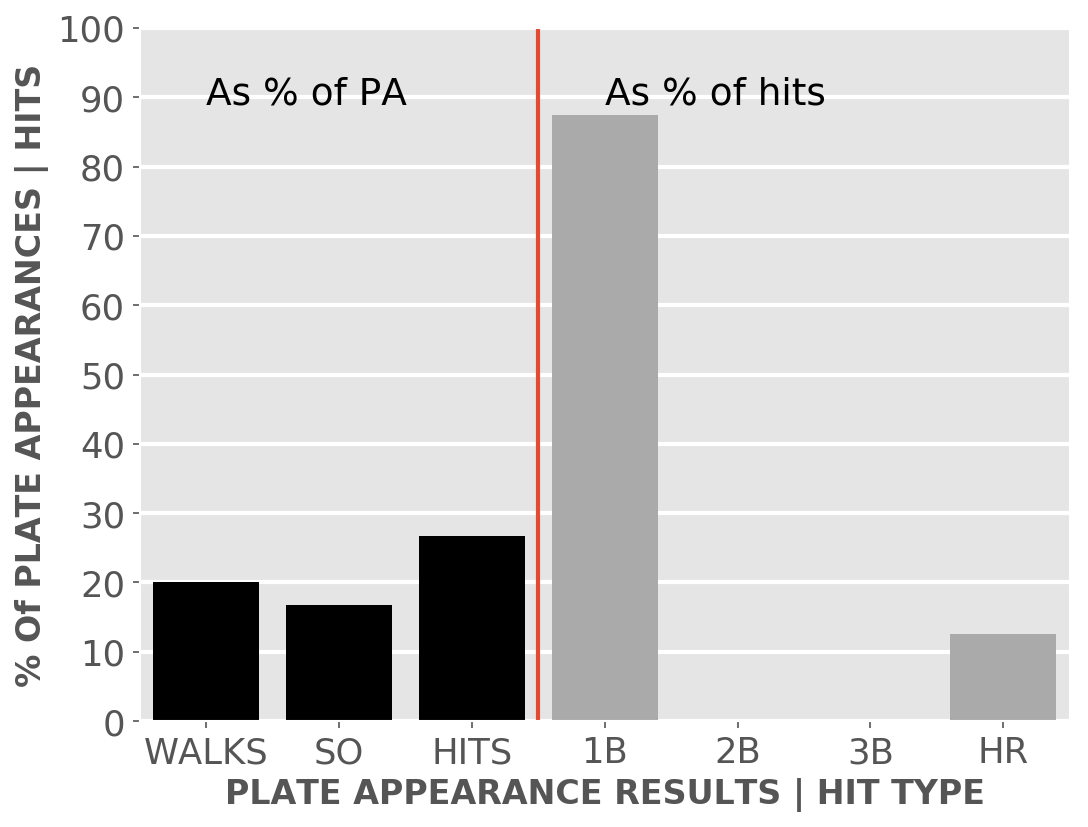 100
90
80
70
60
50
40
30
20
10
0
% Of PLATE APPEARANCES | HITS
As % of PA
As % of hits
WALKS SO HITS 1B 2B 3B HR
PLATE APPEARANCE RESULTS | HIT TYPE